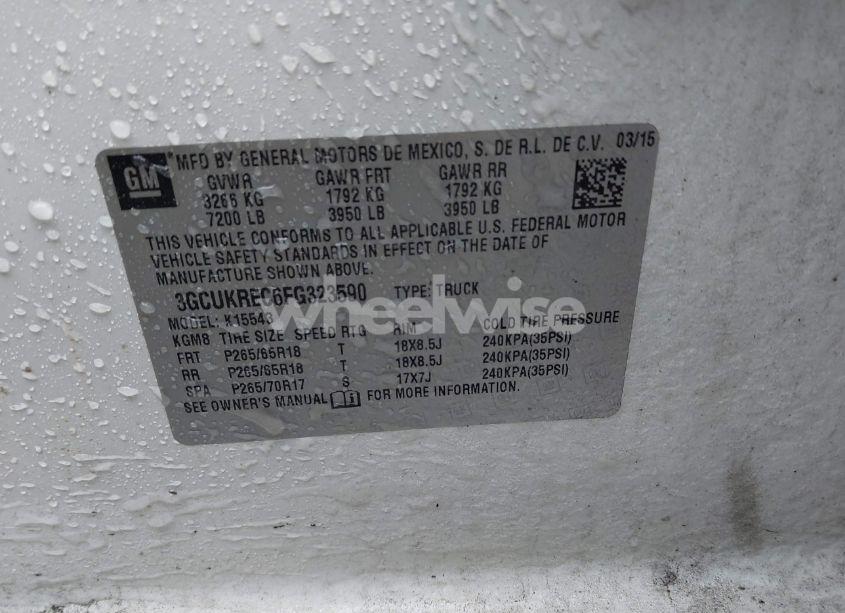 GM
® MFD BY GENERAL MOTORS DE MEXICO, S. DE R.L. DE C.V. 03/15
GVWR GAWR FRT GAWR RR
3266 KG 1792 KG 1792 KG
7200 LB 3950 LB 3950 LB
THIS VEHICLE CONFORMS TO ALL APPLICABLE U.S. FEDERAL MOTOR
VEHICLE SAFETY STANDARDS IN EFFECT ON THE DATE OF
MANUFACTURE SHOWN ABOVE.
3GCUKREC6FG323590 TYPE: TRUCK
wheelwise
MODEL: K15543
KGM8 TIRE SIZE SPEED RTG RIM COLD TIRE PRESSURE
FRT P265/65R18 T 18X8.5J 240KPA(35PSI)
RR P265/65R18 T 18X8.5J 240KPA(35PSI)
SPA P265/70R17 S 17X7J 240KPA(35PSI)
SEE OWNER'S MANUAL FOR MORE INFORMATION.